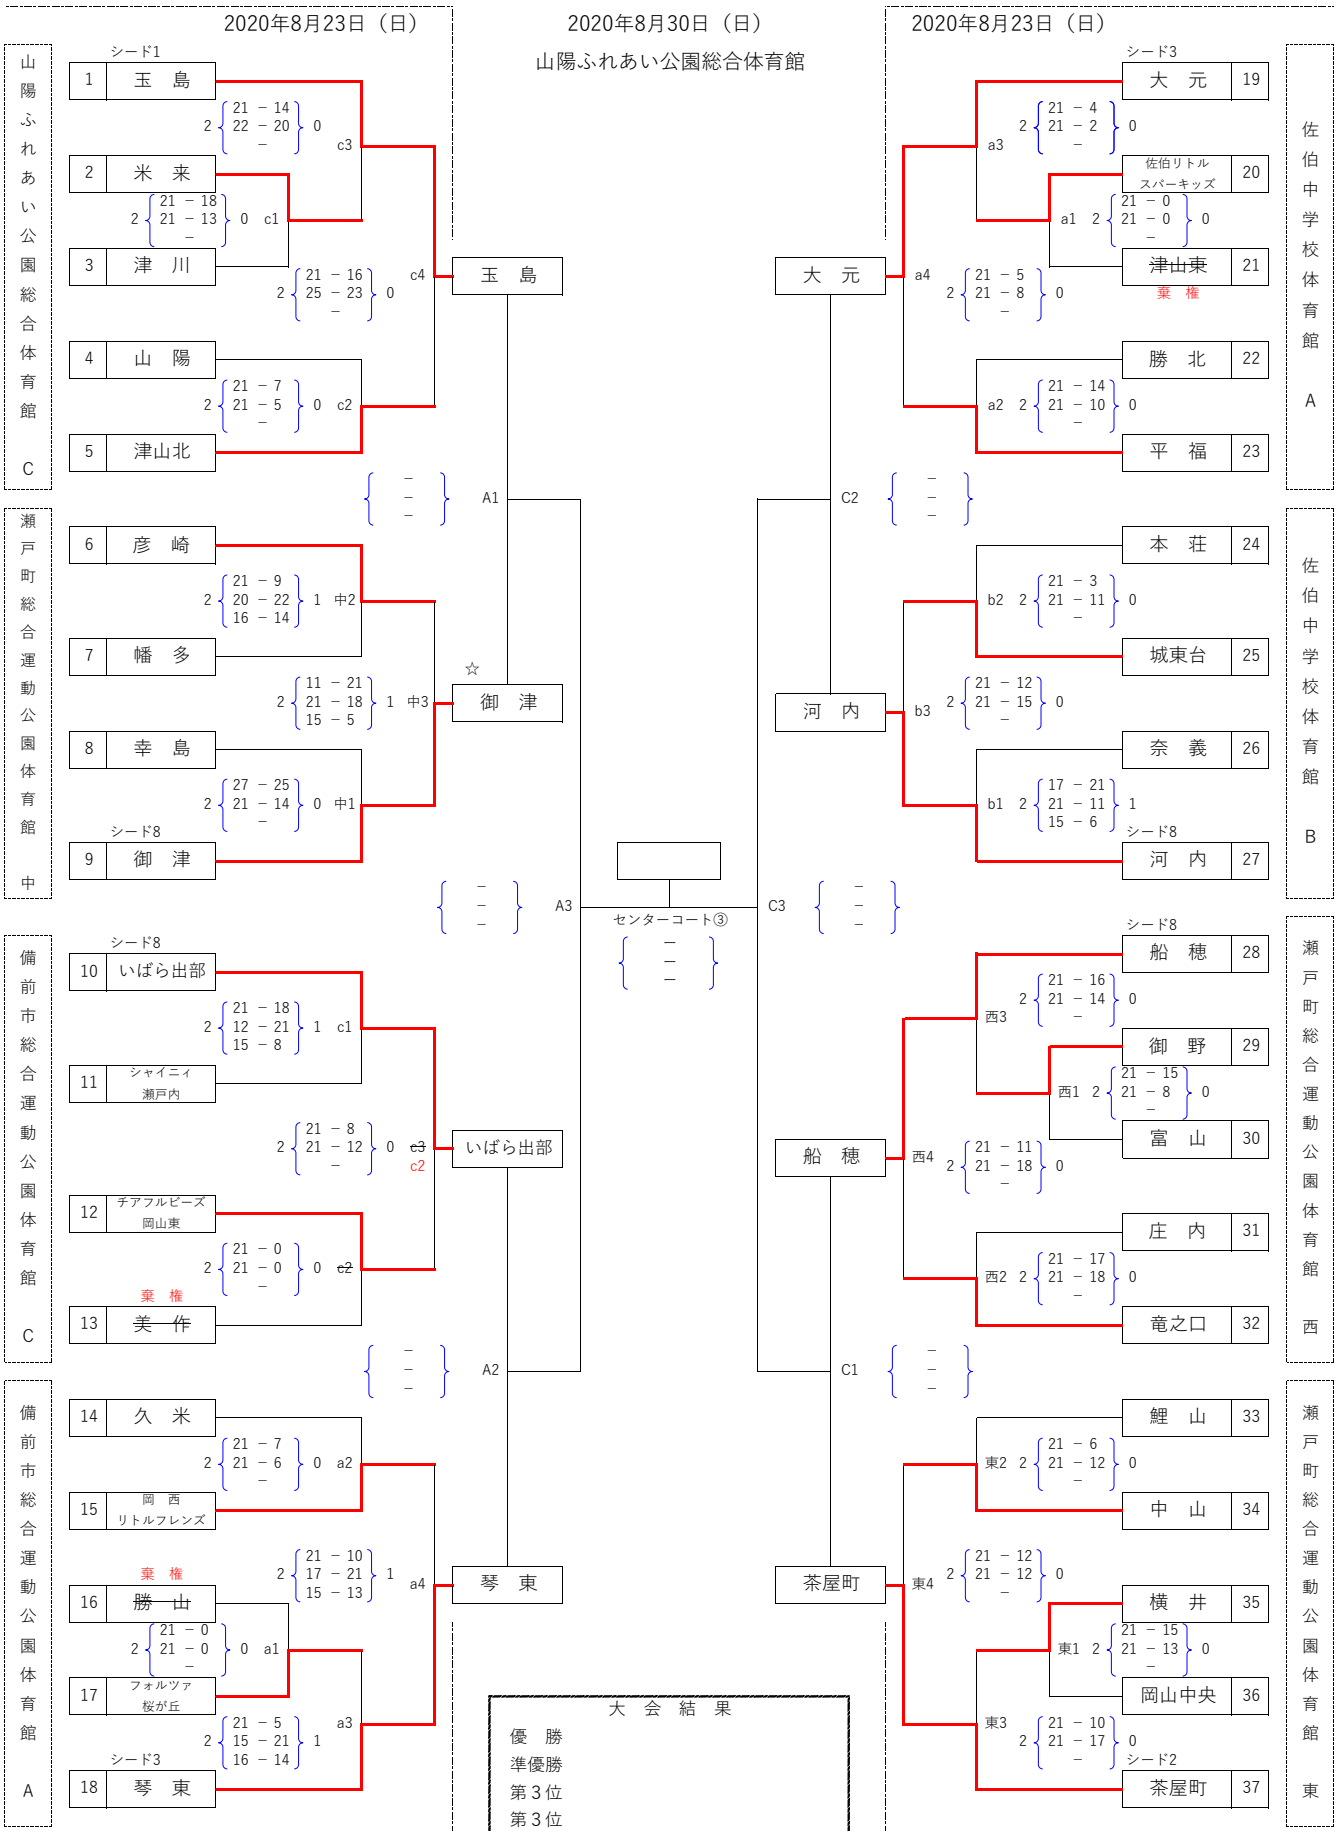 2020年8月23日（日）
2020年8月30日（日）
2020年8月23日（日）
山陽ふれあい公園総合体育館
山陽ふれあい公園総合体育館 C
シード1
1 玉 島
21 － 14
2 22 － 20 0
－
c3
2 米 来
21 － 18
2 21 － 13 0 c1
－
3 津 川
21 － 16
2 25 － 23 0
－
c4
玉 島
4 山 陽
21 － 7
2 21 － 5 0 c2
－
5 津山北
－
－
－
A1
瀬戸町総合運動公園体育館 中
6 彦 崎
21 － 9
2 20 － 22 1 中2
16 － 14
7 幡 多
11 － 21
2 21 － 18 1 中3
15 － 5
☆
御 津
8 幸 島
27 － 25
2 21 － 14 0 中1
－
シード8
9 御 津
－
－
－
A3
備前市総合運動公園体育館 C
シード8
10 いばら出部
21 － 18
2 12 － 21 1 c1
15 － 8
11 シャイニィ
瀬戸内
21 － 8
2 21 － 12 0 c3
－
c2
いばら出部
12 チアフルピーズ
岡山東
21 － 0
2 21 － 0 0 c2
－
棄 権
13 美 作
－
－
－
A2
備前市総合運動公園体育館 A
14 久 米
21 － 7
2 21 － 6 0 a2
－
15 岡 西
リトルフレンズ
21 － 10
2 17 － 21 1
15 － 13
a4
琴 東
棄 権
16 勝 山
21 － 0
2 21 － 0 0 a1
－
17 フォルツァ
桜が丘
21 － 5
2 15 － 21 1
16 － 14
a3
シード3
18 琴 東
センターコート③
－
－
－
佐伯中学校体育館 A
シード3
大 元 19
21 － 4
2 21 － 2 0
－
a3
佐伯リトル
スパーキッズ 20
21 － 0
a1 2 21 － 0 0
－
津山東 21
棄 権
大 元
21 － 5
a4 2 21 － 8 0
－
勝 北 22
21 － 14
a2 2 21 － 10 0
－
平 福 23
C2
－
－
－
佐伯中学校体育館 B
本 荘 24
21 － 3
b2 2 21 － 11 0
－
城東台 25
河 内
21 － 12
b3 2 21 － 15 0
－
奈 義 26
17 － 21
b1 2 21 － 11 1
15 － 6
シード8
河 内 27
C3
－
－
－
瀬戸町総合運動公園体育館 西
シード8
船 穂 28
21 － 16
2 21 － 14 0
－
西3
御 野 29
21 － 15
西1 2 21 － 8 0
－
富 山 30
船 穂
21 － 11
西4 2 21 － 18 0
－
庄 内 31
21 － 17
西2 2 21 － 18 0
－
竜之口 32
C1
－
－
－
瀬戸町総合運動公園体育館 東
鯉 山 33
21 － 6
東2 2 21 － 12 0
－
中 山 34
茶屋町
21 － 12
東4 2 21 － 12 0
－
横 井 35
21 － 15
東1 2 21 － 13 0
－
岡山中央 36
21 － 10
東3 2 21 － 17 0
－
シード2
茶屋町 37
大 会 結 果
優 勝
準優勝
第３位
第３位